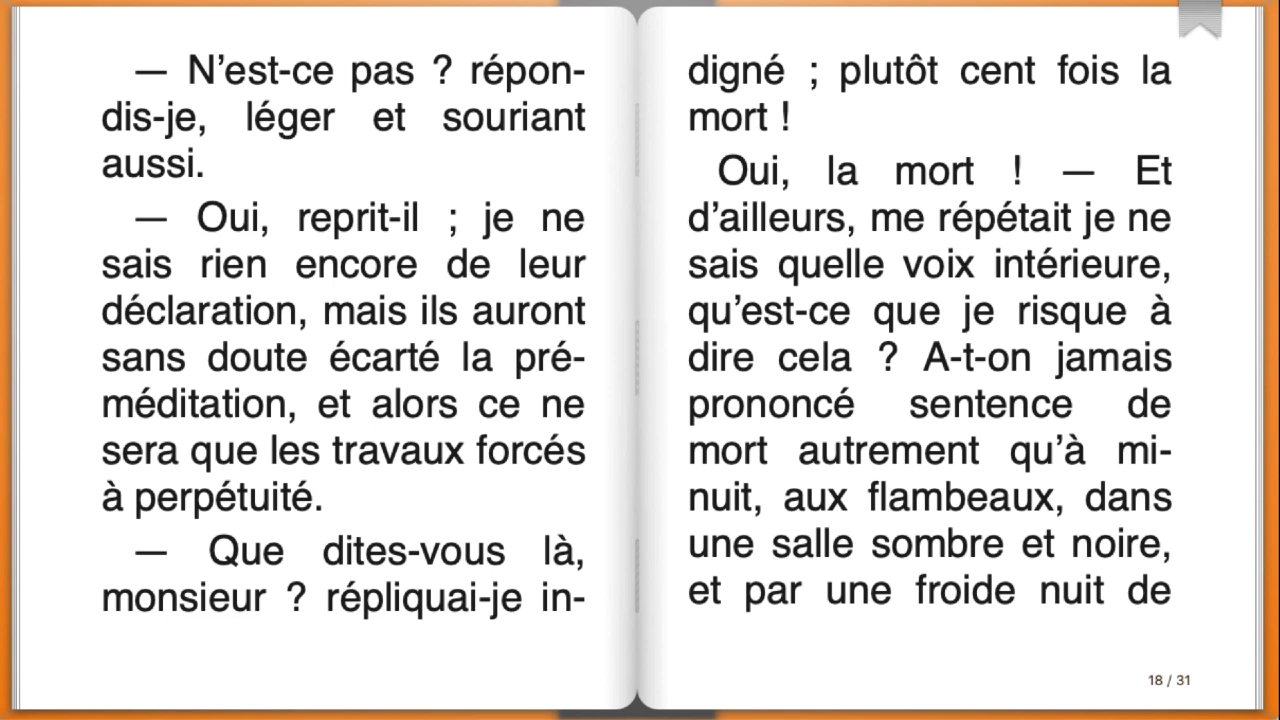 — N’est-ce pas ? répon-
dis-je, léger et souriant
aussi.
— Oui, reprit-il ; je ne
sais rien encore de leur
déclaration, mais ils auront
sans doute écarté la pré-
méditation, et alors ce ne
sera que les travaux forcés
à perpétuité.
— Que dites-vous là,
monsieur ? répliquai-je in-
digné ; plutôt cent fois la
mort !
Oui, la mort ! — Et
d’ailleurs, me répétait je ne
sais quelle voix intérieure,
qu’est-ce que je risque à
dire cela ? A-t-on jamais
prononcé sentence de
mort autrement qu’à mi-
nuit, aux flambeaux, dans
une salle sombre et noire,
et par une froide nuit de
18 / 31